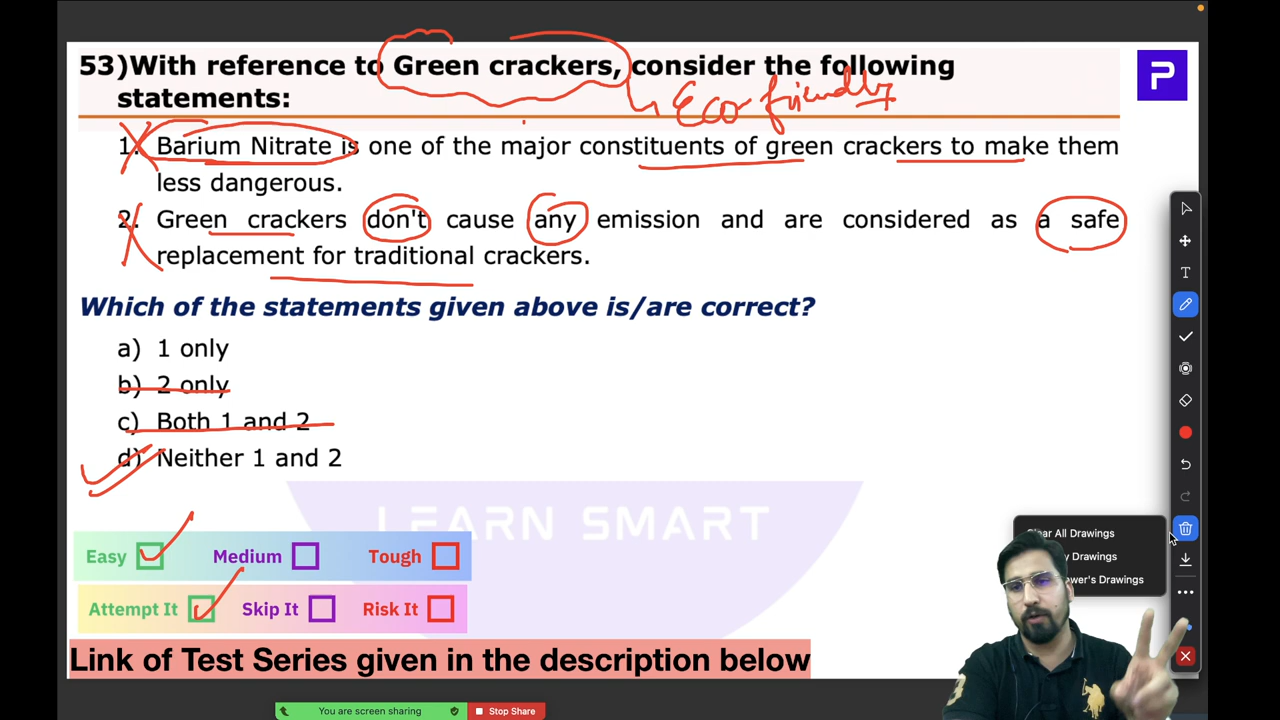 53)With reference to Green crackers, consider the following
statements:
P
Eco friendly
1. Barium Nitrate is one of the major constituents of green crackers to make them
less dangerous.
2. Green crackers don't cause any emission and are considered as a safe
replacement for traditional crackers.
Which of the statements given above is/are correct?
a) 1 only
b) 2 only
c) Both 1 and 2
d) Neither 1 and 2
LEARN SMART
Easy Medium Tough
Attempt It Skip It Risk It
Clear All Drawings
Drawings
Drawings
Link of Test Series given in the description below
You are screen sharing Stop Share